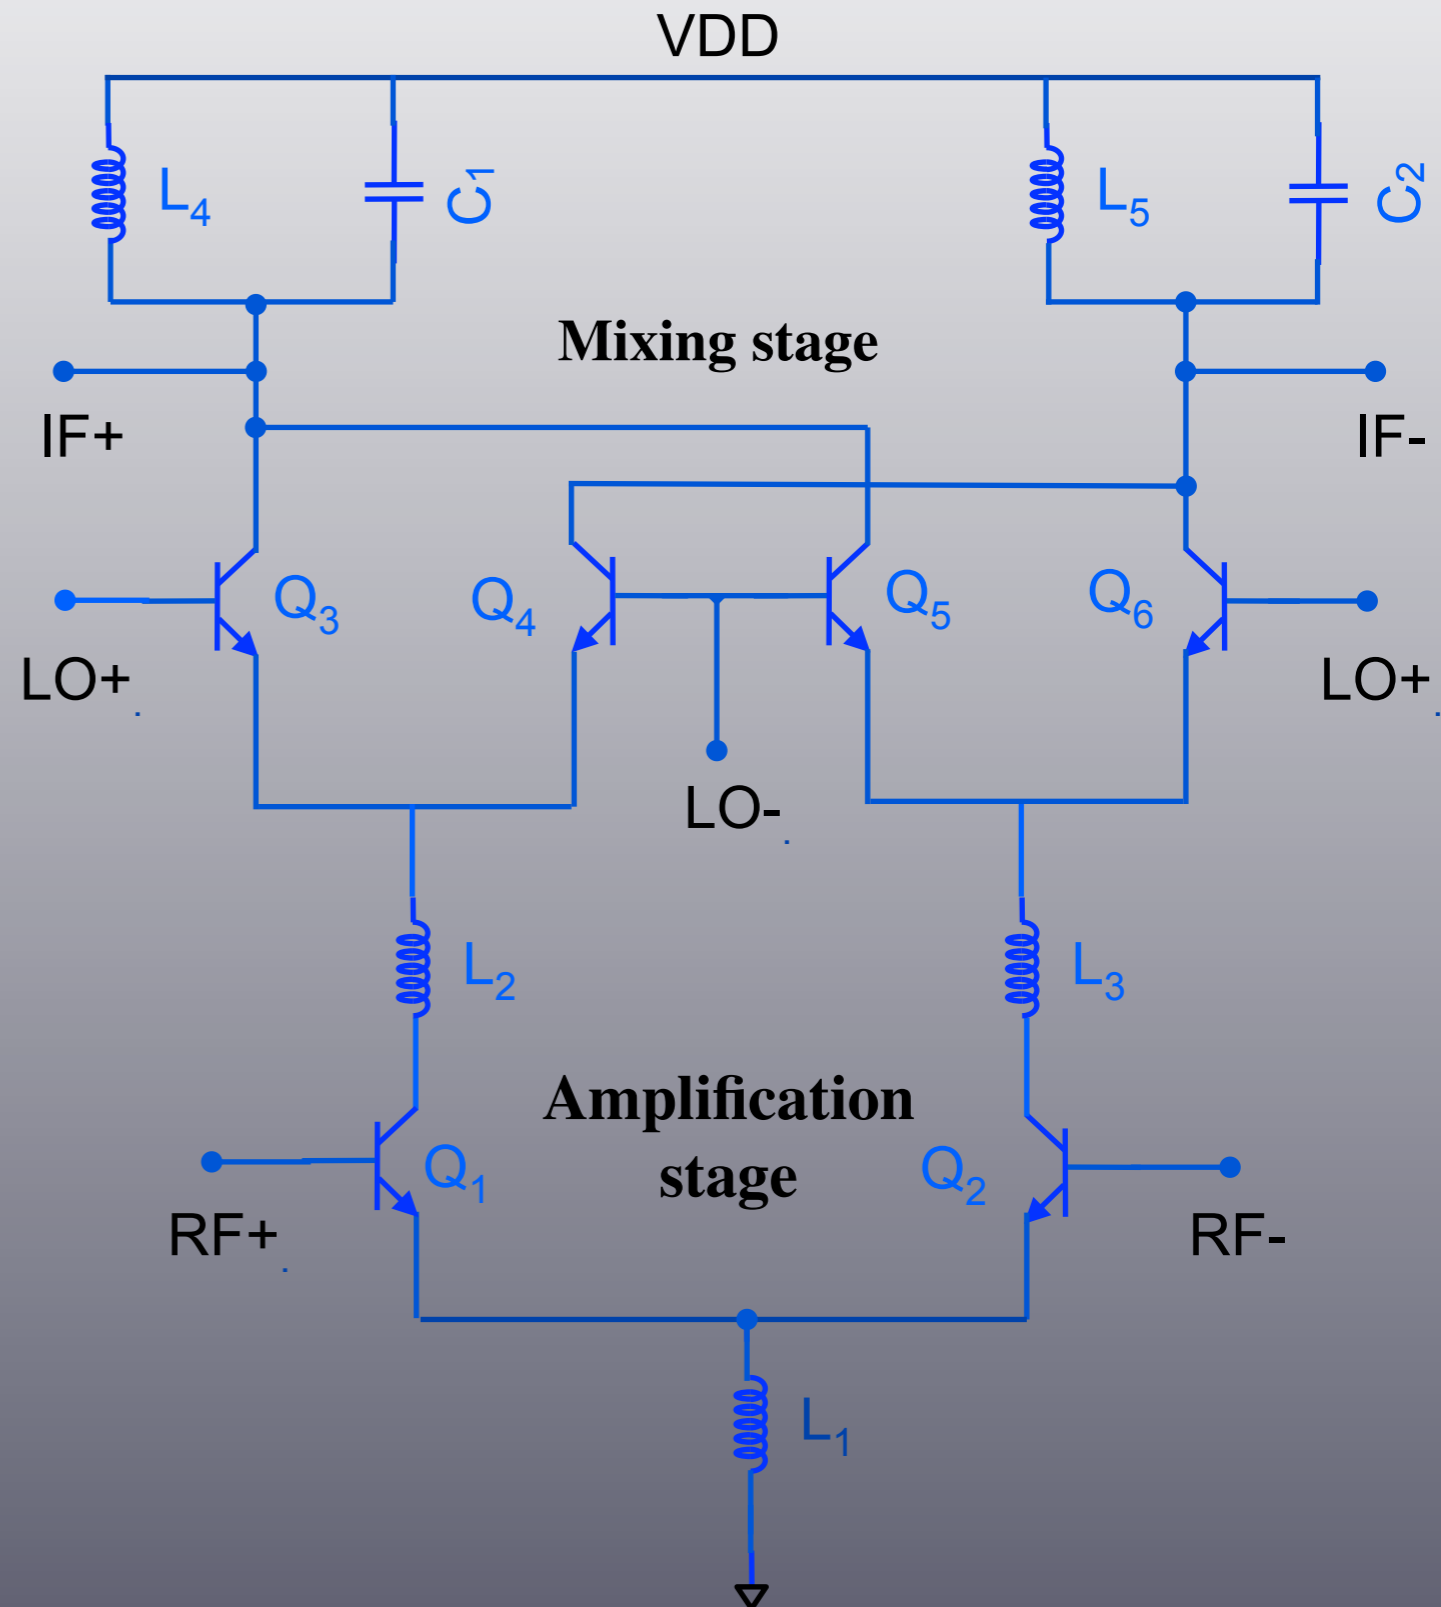 VDD
L4
C1
L5
C2
Mixing stage
IF+
IF-
Q3
Q4
Q5
Q6
LO+
LO+
LO-
L2
L3
Amplification
stage
Q1
Q2
RF+
RF-
L1